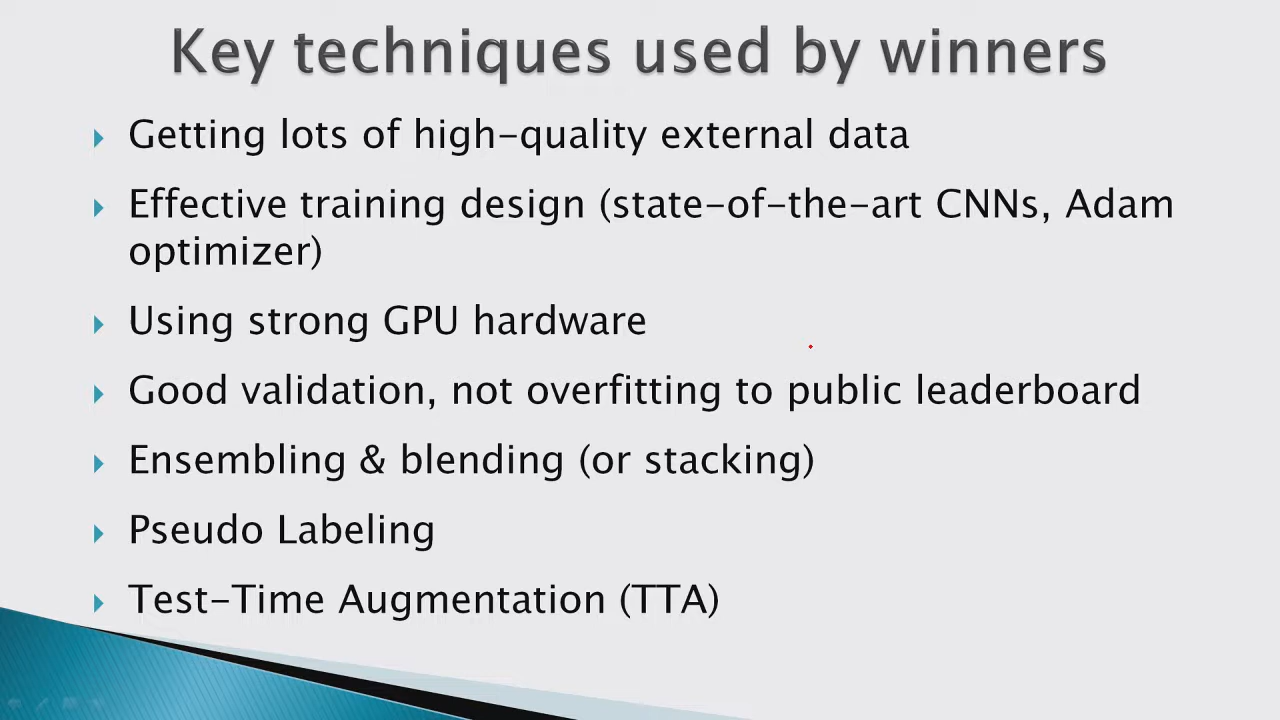 Key techniques used by winners
Getting lots of high-quality external data
Effective training design (state-of-the-art CNNs, Adam
optimizer)
Using strong GPU hardware
Good validation, not overfitting to public leaderboard
Ensembling & blending (or stacking)
Pseudo Labeling
Test-Time Augmentation (TTA)